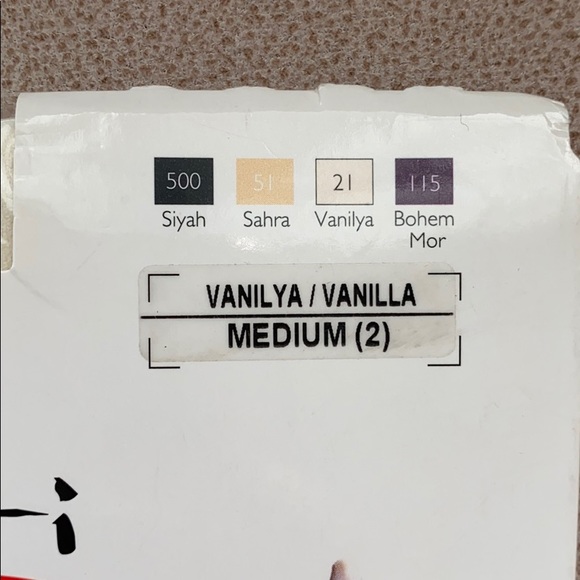 500 51 21 115
Siyah Sahra Vanilya Bohem
Mor
VANILYA / VANILLA
MEDIUM (2)